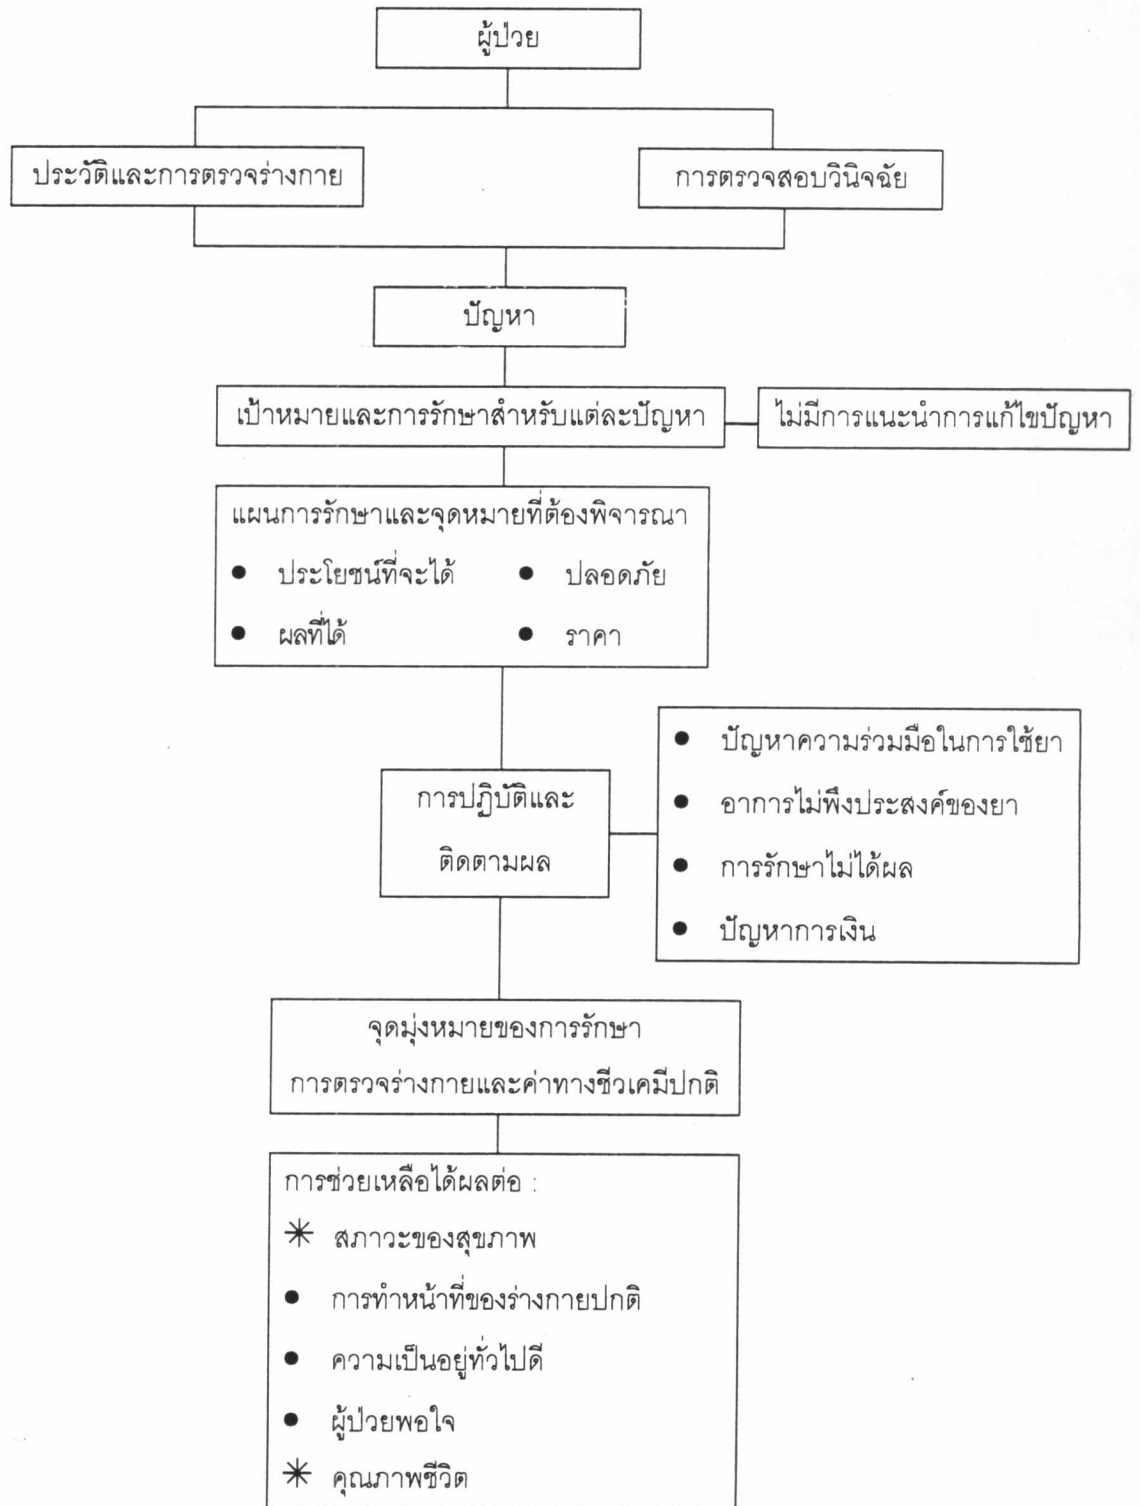 ผู้ป่วย
ประวัติและการตรวจร่างกาย
การตรวจสอบวินิจฉัย
ปัญหา
เป้าหมายและการรักษาสำหรับแต่ละปัญหา
ไม่มีการแนะนำการแก้ไขปัญหา
แผนการรักษาและจุดหมายที่ต้องพิจารณา
● ประโยชน์ที่จะได้ ● ปลอดภัย
● ผลที่ได้ ● ราคา
การปฏิบัติและ
ติดตามผล
● ปัญหาความร่วมมือในการใช้ยา
● อาการไม่พึงประสงค์ของยา
● การรักษาไม่ได้ผล
● ปัญหาการเงิน
จุดมุ่งหมายของการรักษา
การตรวจร่างกายและค่าทางชีวเคมีปกติ
การช่วยเหลือได้ผลต่อ :
✳ สภาวะของสุขภาพ
● การทำหน้าที่ของร่างกายปกติ
● ความเป็นอยู่ทั่วไปดี
● ผู้ป่วยพอใจ
✳ คุณภาพชีวิต